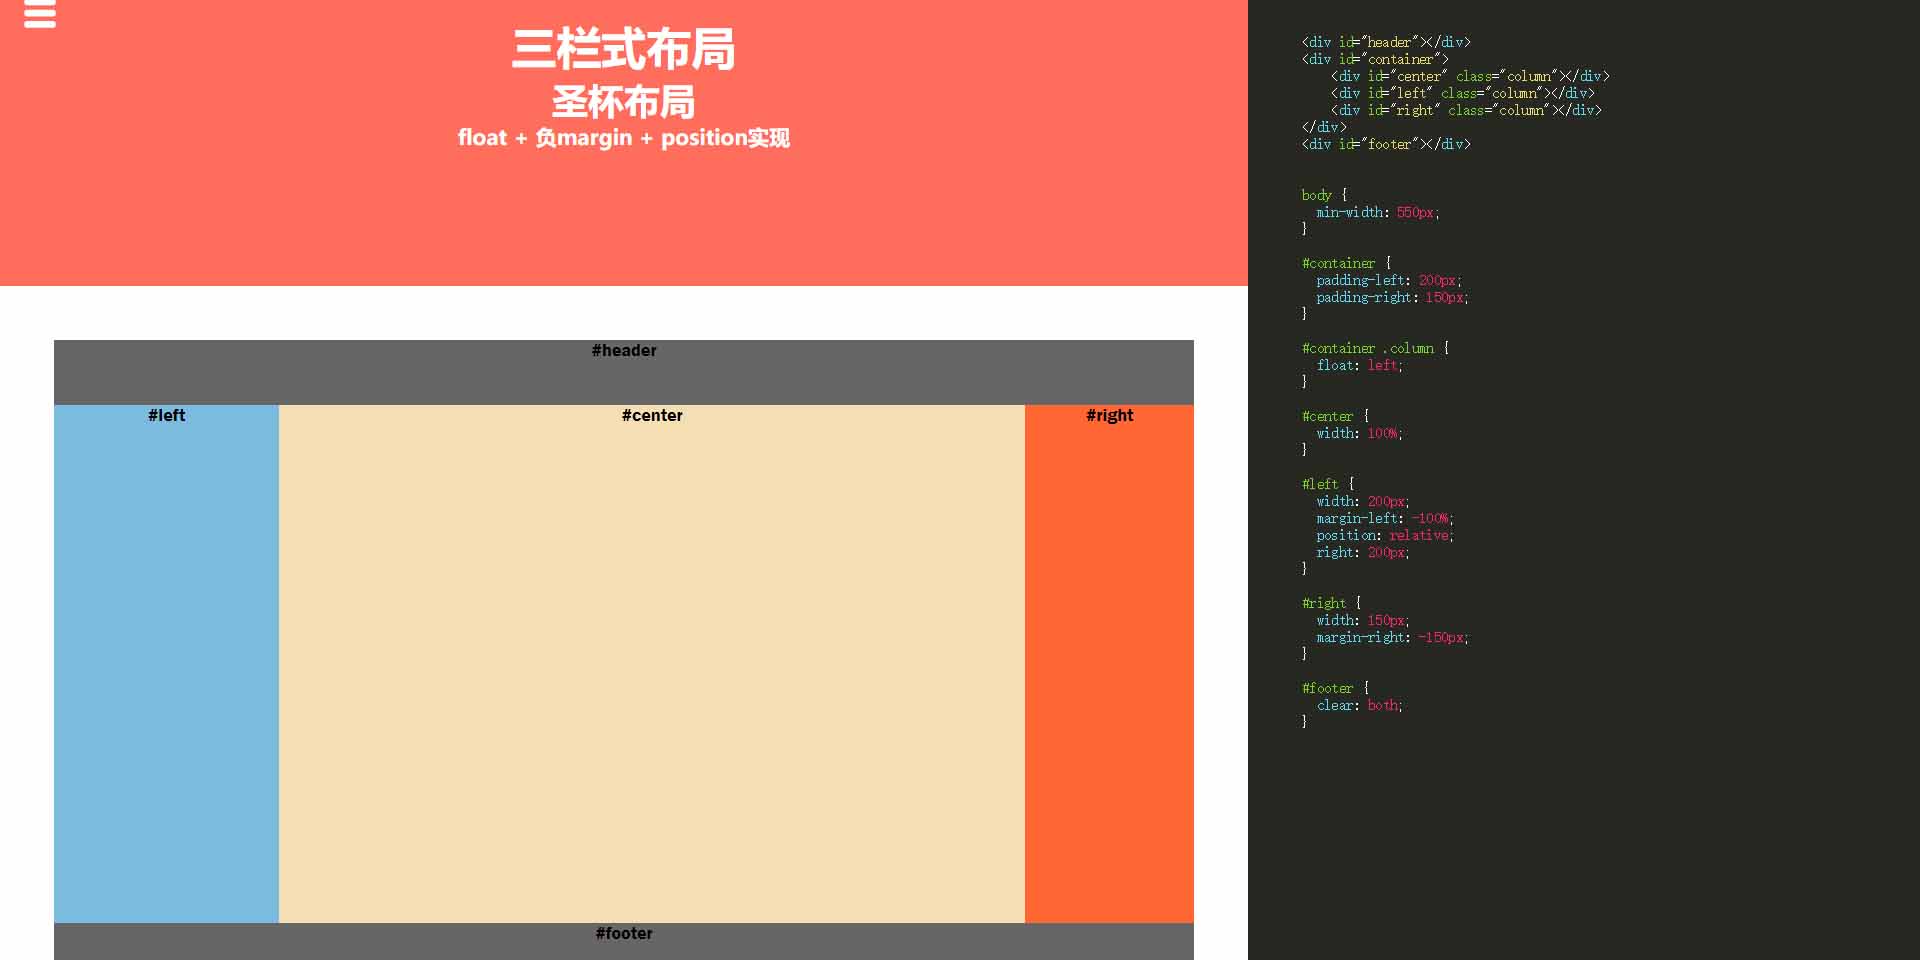 三栏式布局
圣杯布局
float + 负margin + position实现
#header
#left
#center
#right
#footer
<div id="header"></div>
<div id="container">
    <div id="center" class="column"></div>
    <div id="left" class="column"></div>
    <div id="right" class="column"></div>
</div>
<div id="footer"></div>
body {
  min-width: 550px;
}
#container {
  padding-left: 200px;
  padding-right: 150px;
}
#container .column {
  float: left;
}
#center {
  width: 100%;
}
#left {
  width: 200px;
  margin-left: -100%;
  position: relative;
  right: 200px;
}
#right {
  width: 150px;
  margin-right: -150px;
}
#footer {
  clear: both;
}